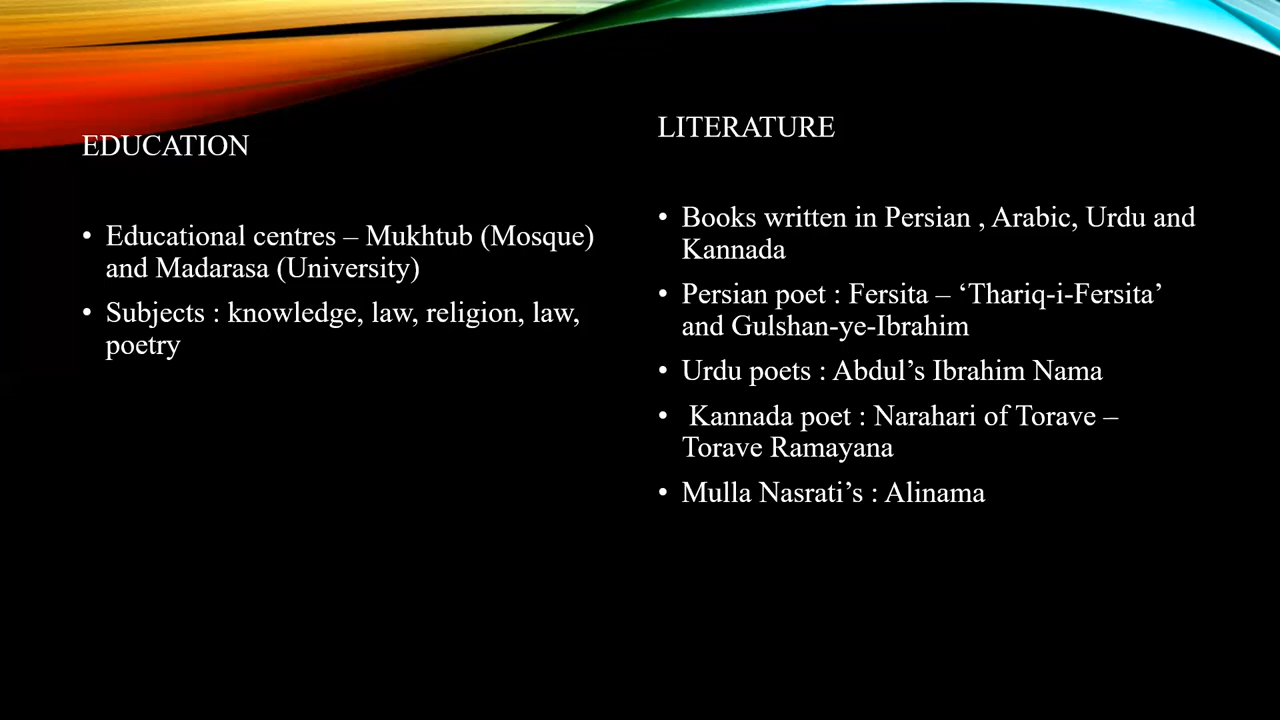 EDUCATION
• Educational centres – Mukhtub (Mosque)
and Madarasa (University)
• Subjects : knowledge, law, religion, law,
poetry
LITERATURE
• Books written in Persian , Arabic, Urdu and
Kannada
• Persian poet : Fersita – ‘Thariq-i-Fersita’
and Gulshan-ye-Ibrahim
• Urdu poets : Abdul’s Ibrahim Nama
• Kannada poet : Narahari of Torave –
Torave Ramayana
• Mulla Nasrati’s : Alinama